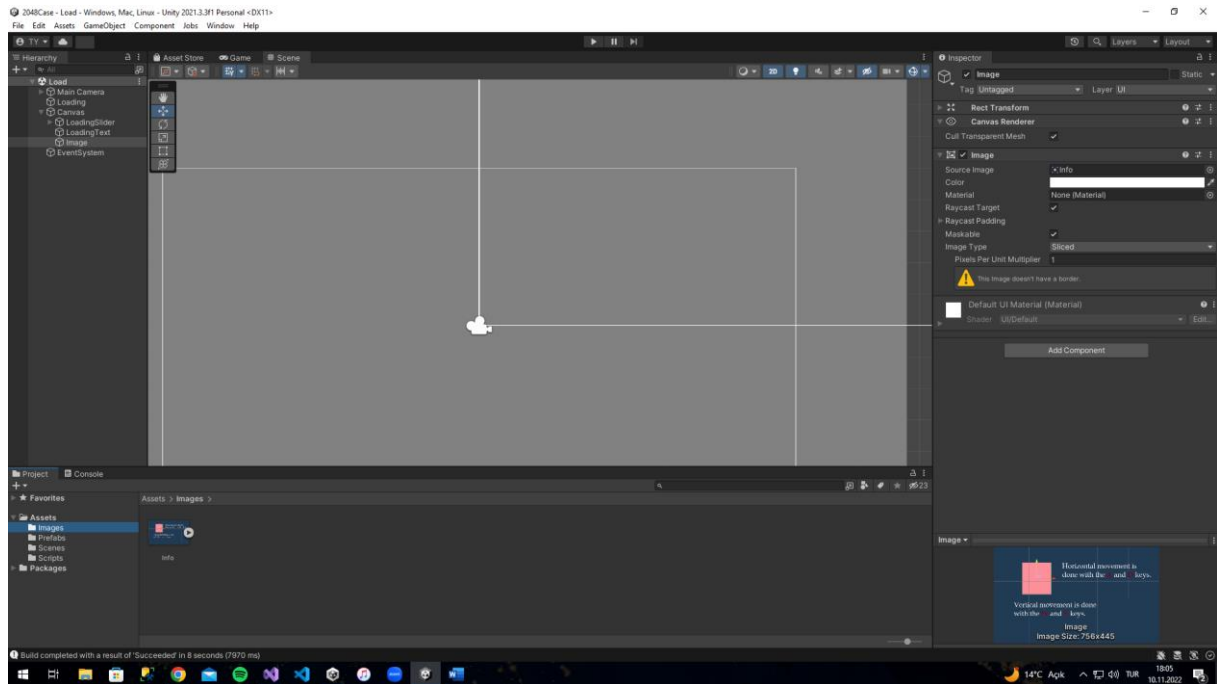 2048Case - Load - Windows, Mac, Linux - Unity 2021.3.3f1 Personal <DX11>
File Edit Assets GameObject Component Jobs Window Help
TY
Layers Layout
Hierarchy
Asset Store Game Scene
Inspector
All
2D
Load
Main Camera
Loading
Canvas
LoadingSlider
LoadingText
Image
EventSystem
Image Static
Tag Untagged Layer UI
Rect Transform
Canvas Renderer
Cull Transparent Mesh
Image
Source Image Info
Color
Material None (Material)
Raycast Target
Raycast Padding
Maskable
Image Type Sliced
Pixels Per Unit Multiplier 1
This Image doesn't have a border.
Default UI Material (Material)
Shader UI/Default Edit...
Add Component
Project Console
23
Favorites
Assets > Images >
Assets
Images
Prefabs
Scenes
Scripts
Packages
Info
Image
Horizontal movement is
done with the and keys.
Vertical movement is done
with the and keys.
Image
Image Size: 756x445
Build completed with a result of 'Succeeded' in 8 seconds (7970 ms)
14°C Açık TUR 18:05
10.11.2022